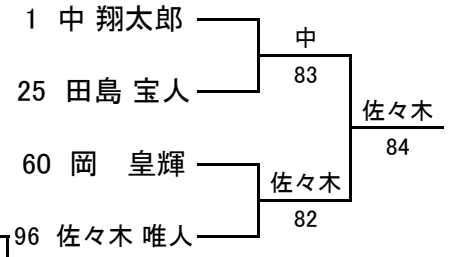 1 中 翔太郎
中
83
25 田島 宝人
佐々木
84
60 岡 皇輝
佐々木
82
96 佐々木 唯人